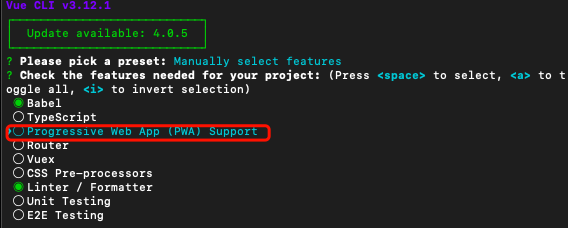 Vue CLI v3.12.1
Update available: 4.0.5
? Please pick a preset: Manually select features
? Check the features needed for your project: (Press <space> to select, <a> to t
oggle all, <i> to invert selection)
◉ Babel
◯ TypeScript
❯◯ Progressive Web App (PWA) Support
◯ Router
◯ Vuex
◯ CSS Pre-processors
◉ Linter / Formatter
◯ Unit Testing
◯ E2E Testing